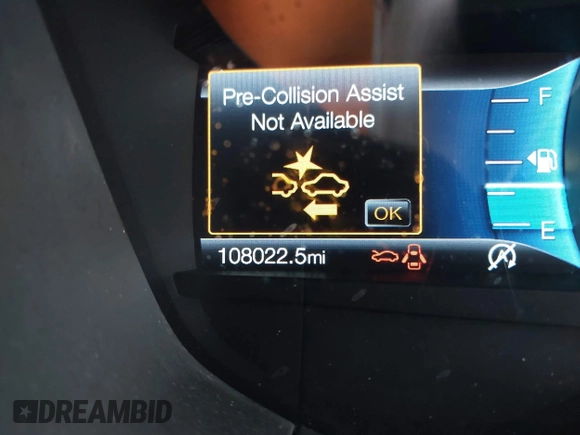 Pre-Collision Assist
Not Available
OK
F
E
108022.5mi
A
DREAMBID